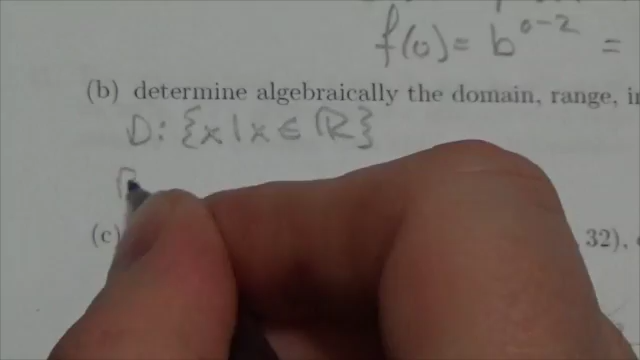 f(0) = b^{0-2} =
(b) determine algebraically the domain, range,
D: {x | x ∈ ℝ}
(c) 32),